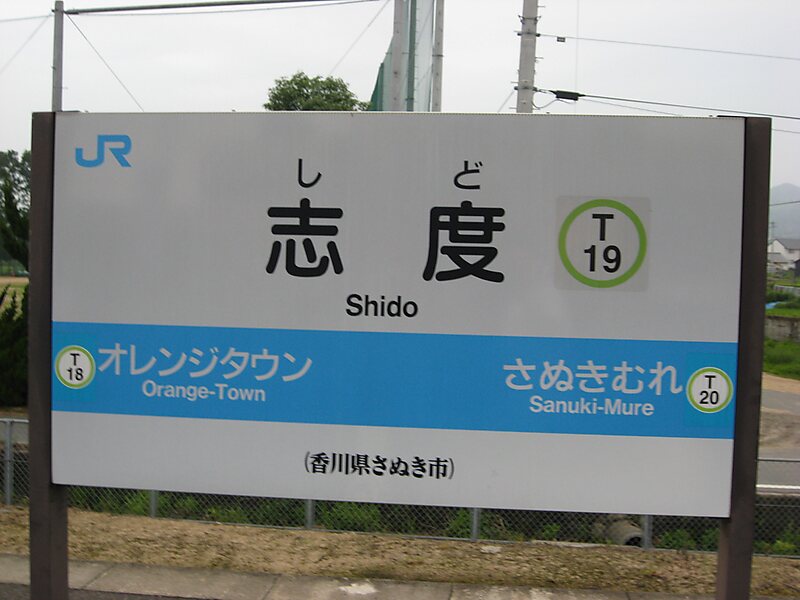 JR
しど
志度
T
19
Shido
T
18
オレンジタウン
Orange-Town
さぬきむれ
Sanuki-Mure
T
20
(香川県さぬき市)